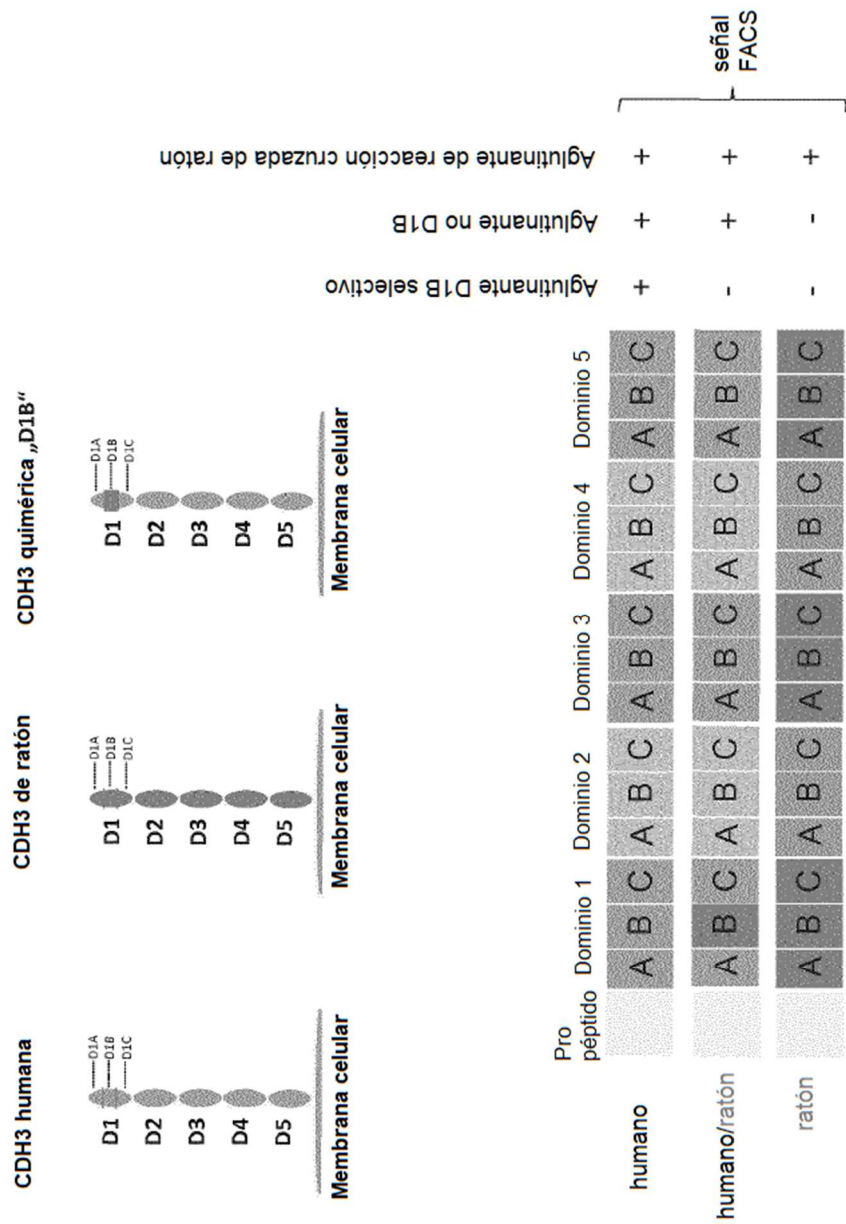 CDH3 humana
D1A
D1B
D1C
D1
D2
D3
D4
D5
Membrana celular
CDH3 de ratón
D1A
D1B
D1C
D1
D2
D3
D4
D5
Membrana celular
CDH3 quimérica „D1B“
D1A
D1B
D1C
D1
D2
D3
D4
D5
Membrana celular
Aglutinante D1B selectivo
Aglutinante no D1B
Aglutinante de reacción cruzada de ratón
Pro
péptido
Dominio 1 Dominio 2 Dominio 3 Dominio 4 Dominio 5
humano A B C A B C A B C A B C A B C + + +
humano/ratón A B C A B C A B C A B C A B C - + +
ratón A B C A B C A B C A B C A B C - - +
señal
FACS